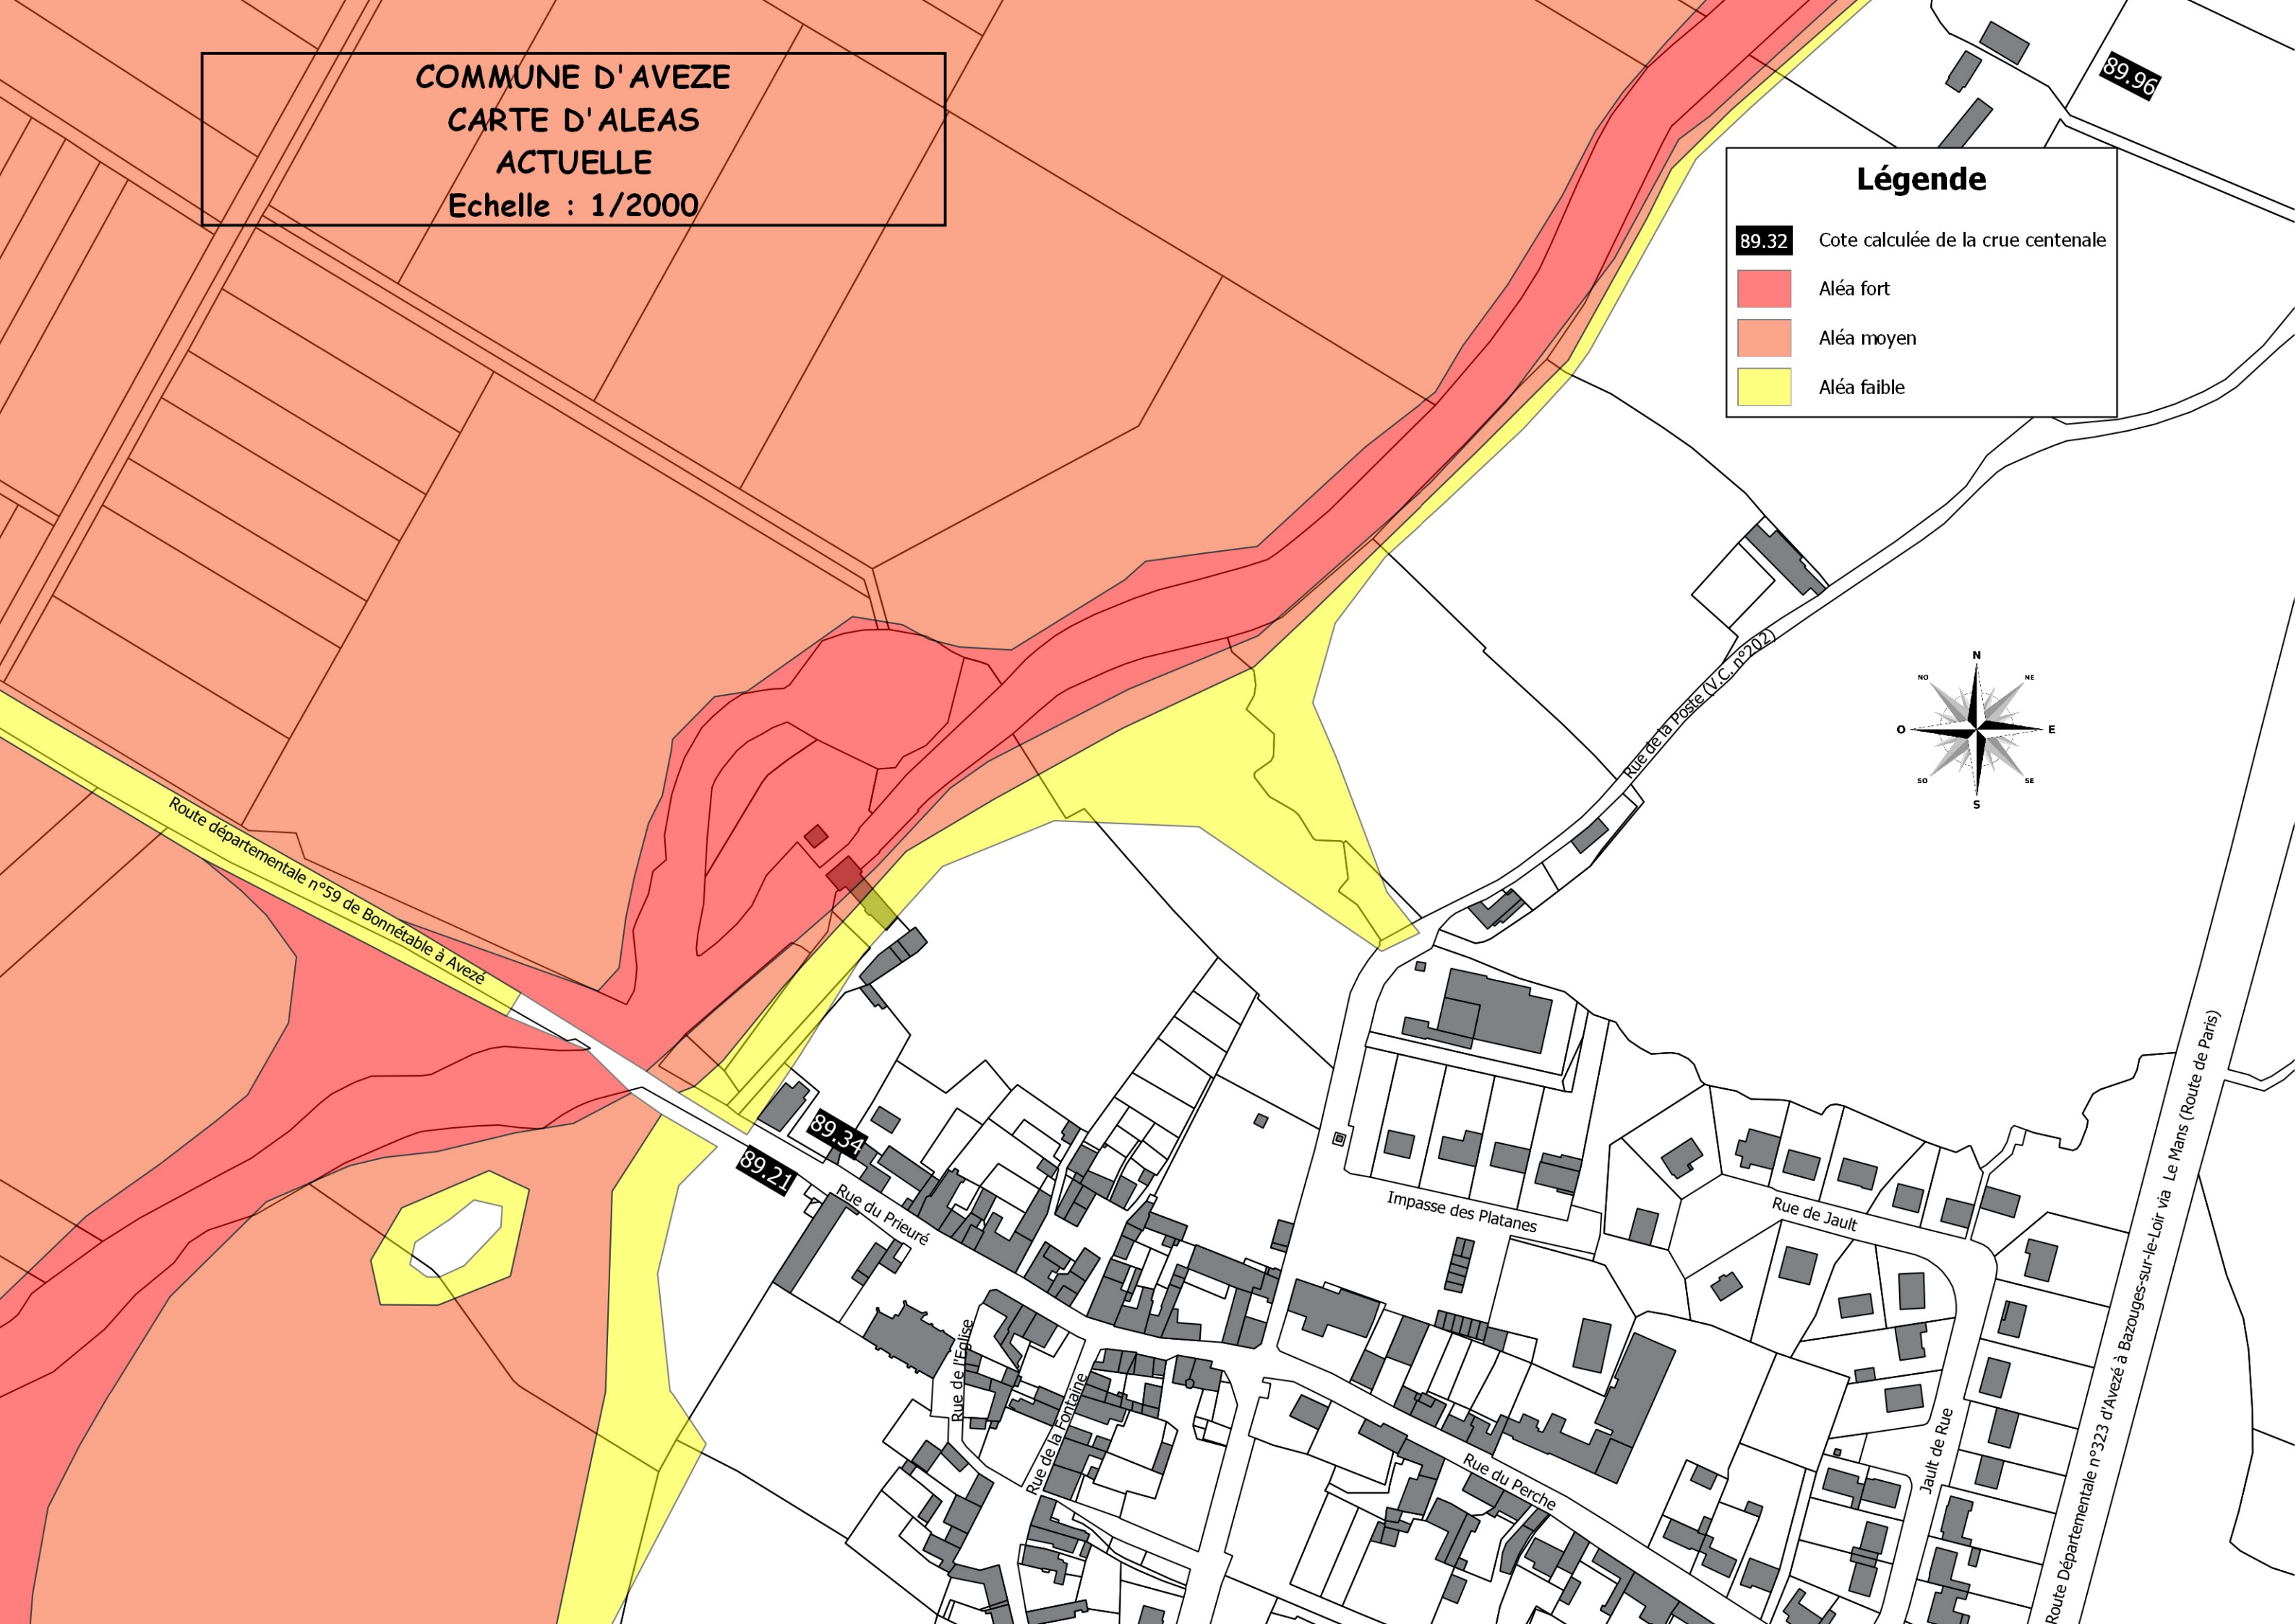 COMMUNE D'AVEZE
CARTE D'ALEAS
ACTUELLE
Echelle : 1/2000
89.96
Légende
89.32 Cote calculée de la crue centenale
Aléa fort
Aléa moyen
Aléa faible
N
NO
NE
O
E
SO
SE
S
Rue de la Poste (V.C. n°202)
Route départementale n°59 de Bonnétable à Avezé
89.34
89.21
Rue du Prieuré
Impasse des Platanes
Rue de Jault
Rue de l'Eglise
Rue de la Fontaine
Rue du Perche
Jault de Rue
Route Départementale n°323 d'Avezé à Bazouges-sur-le-Loir via Le Mans (Route de Paris)